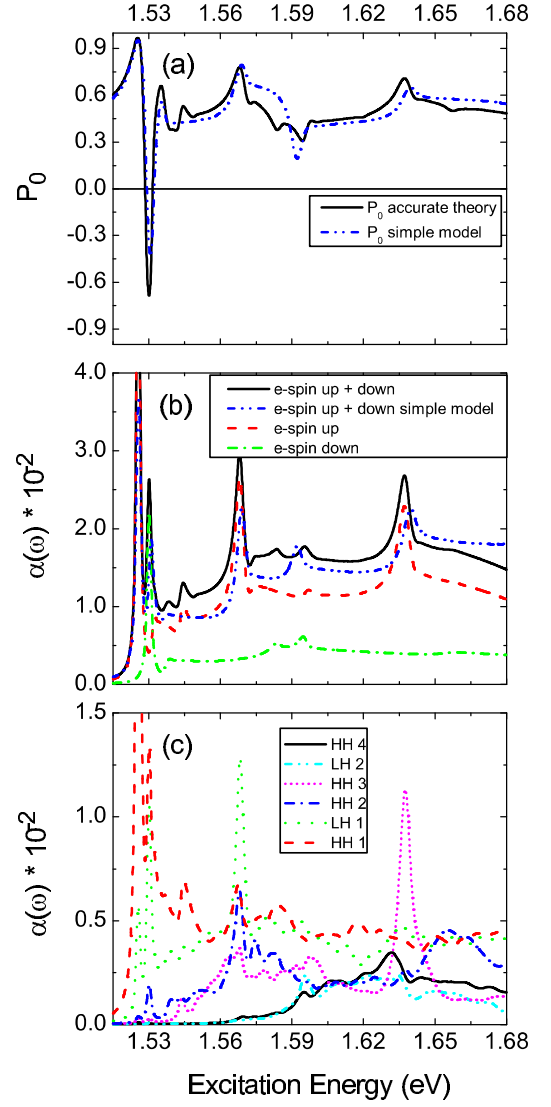 1.53 1.56 1.59 1.62 1.65 1.68
(a)
0.9
0.6
0.3
0.0
-0.3
-0.6
-0.9
P0
P0 accurate theory
P0 simple model
(b)
4.0
3.0
2.0
1.0
0.0
α(ω) * 10-2
e-spin up + down
e-spin up + down simple model
e-spin up
e-spin down
(c)
1.5
1.0
0.5
0.0
α(ω) * 10-2
HH 4
LH 2
HH 3
HH 2
LH 1
HH 1
1.53 1.56 1.59 1.62 1.65 1.68
Excitation Energy (eV)